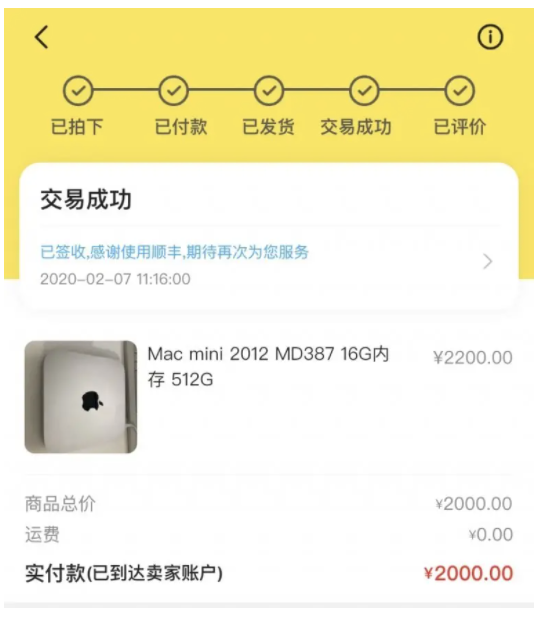 已拍下 已付款 已发货 交易成功 已评价
交易成功
已签收,感谢使用顺丰,期待再次为您服务
2020-02-07 11:16:00
Mac mini 2012 MD387 16G内 ¥2200.00
存 512G
商品总价 ¥2000.00
运费 ¥0.00
实付款(已到达卖家账户) ¥2000.00